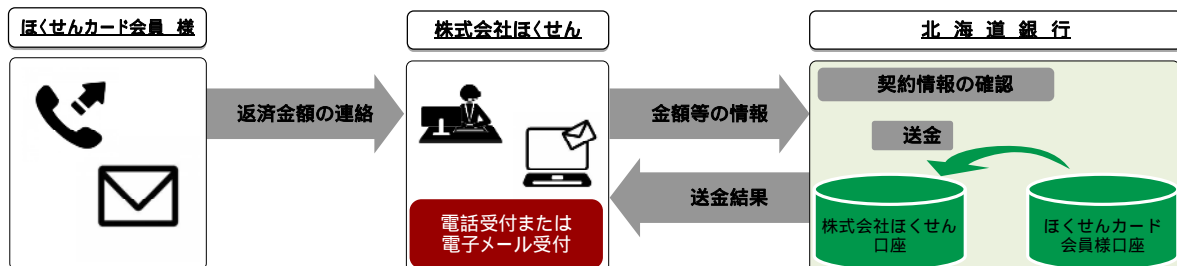 ほくせんカード会員 様
株式会社ほくせん
北 海 道 銀 行
返済金額の連絡
電話受付または
電子メール受付
金額等の情報
送金結果
契約情報の確認
送金
株式会社ほくせん
口座
ほくせんカード
会員様口座